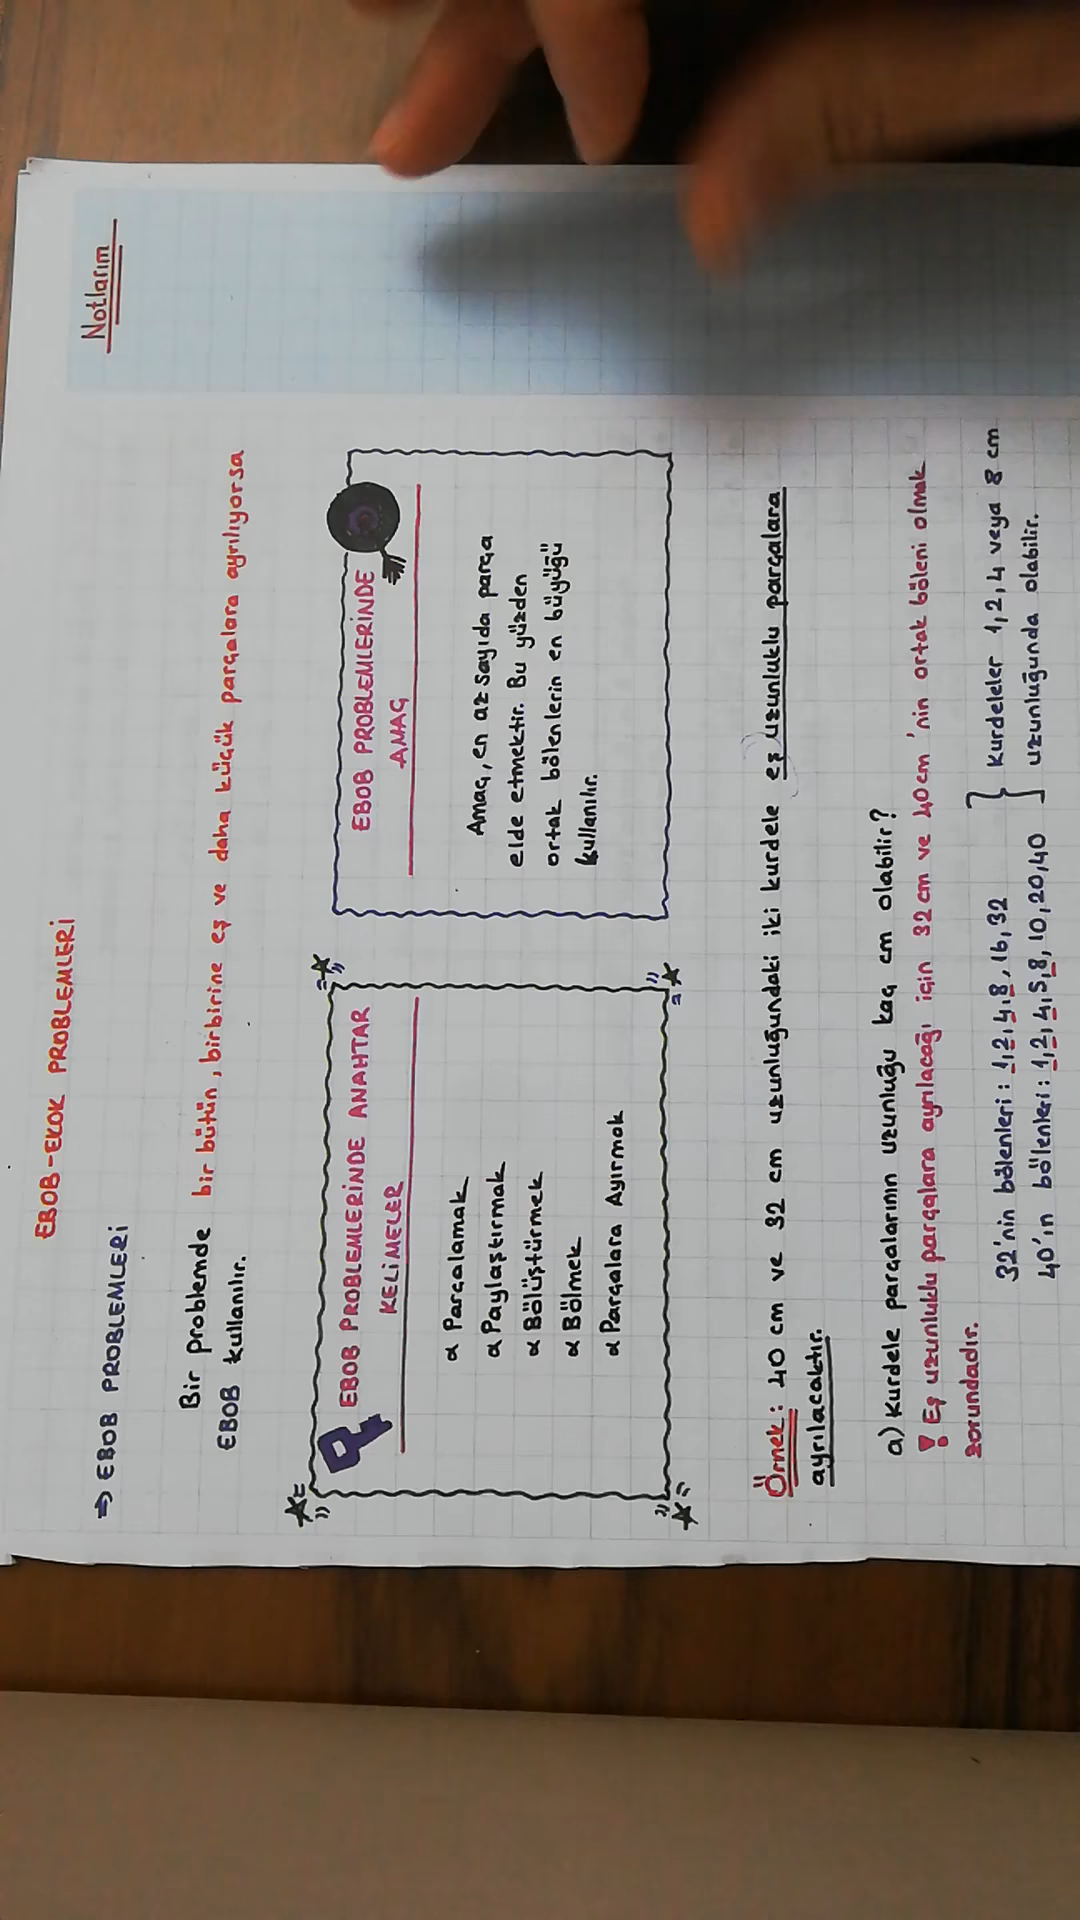 EBOB-EKOK PROBLEMLERİ
Notlarım
⇒ EBOB PROBLEMLERİ
Bir problemde bir bütün, birbirine eş ve daha küçük parçalara ayrılıyorsa
EBOB kullanılır.
EBOB PROBLEMLERİNDE ANAHTAR
KELİMELER
α Parçalamak
α Paylaştırmak
α Bölüştürmek
α Bölmek
α Parçalara Ayırmak
EBOB PROBLEMLERİNDE
AMAÇ
Amaç, en az sayıda parça
elde etmektir. Bu yüzden
ortak bölenlerin en büyüğü
kullanılır.
Örnek: 40 cm ve 32 cm uzunluğundaki iki kurdele eş uzunluklu parçalara
ayrılacaktır.
a) Kurdele parçalarının uzunluğu kaç cm olabilir?
! Eş uzunluklu parçalara ayrılacağı için 32 cm ve 40cm'nin ortak böleni olmak
zorundadır.
32'nin bölenleri: 1,2,4,8,16,32 } Kurdeleler 1,2,4 veya 8 cm
40'ın bölenleri: 1,2,4,5,8,10,20,40 ] uzunluğunda olabilir.